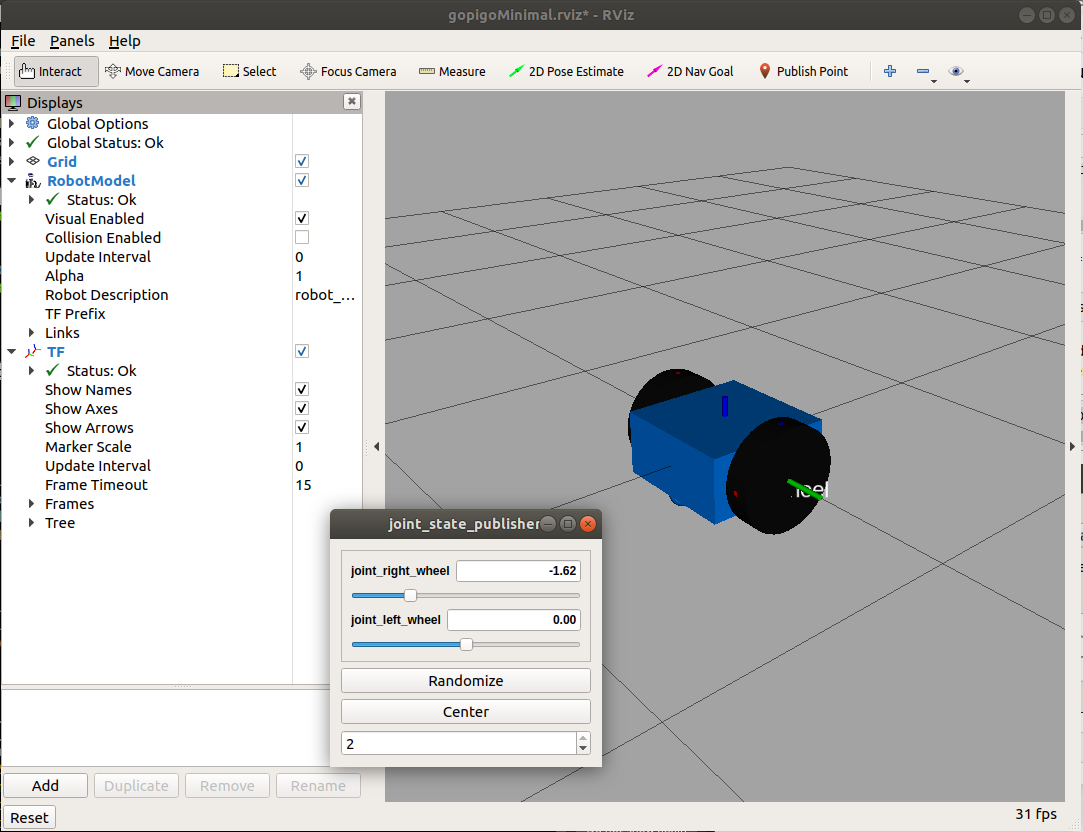 gopigoMinimal.rviz* - RViz
File Panels Help
Interact Move Camera Select Focus Camera Measure 2D Pose Estimate 2D Nav Goal Publish Point
Displays
Global Options
Global Status: Ok
Grid
RobotModel
Status: Ok
Visual Enabled
Collision Enabled
Update Interval 0
Alpha 1
Robot Description robot_...
TF Prefix
Links
TF
Status: Ok
Show Names
Show Axes
Show Arrows
Marker Scale 1
Update Interval 0
Frame Timeout 15
Frames
Tree
joint_state_publisher
joint_right_wheel -1.62
joint_left_wheel 0.00
Randomize
Center
2
Add Duplicate Remove Rename
Reset
31 fps